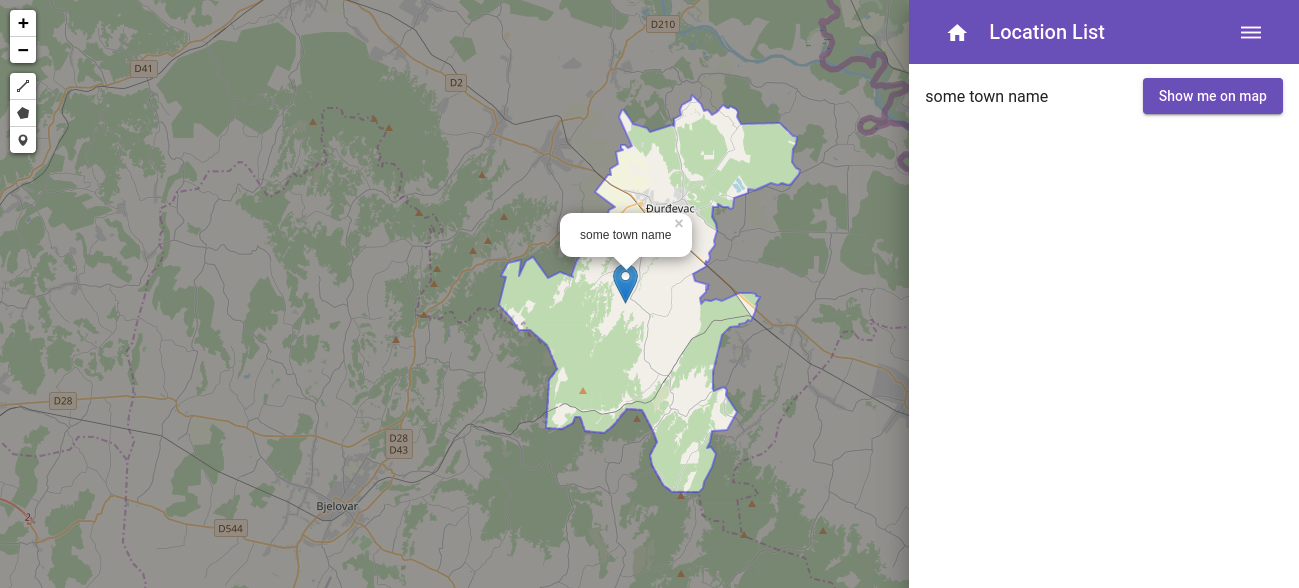 +
−
D210
D41
D2
Đurđevac
some town name
×
D28
D28
D43
Bjelovar
2
D544
Location List
some town name
Show me on map